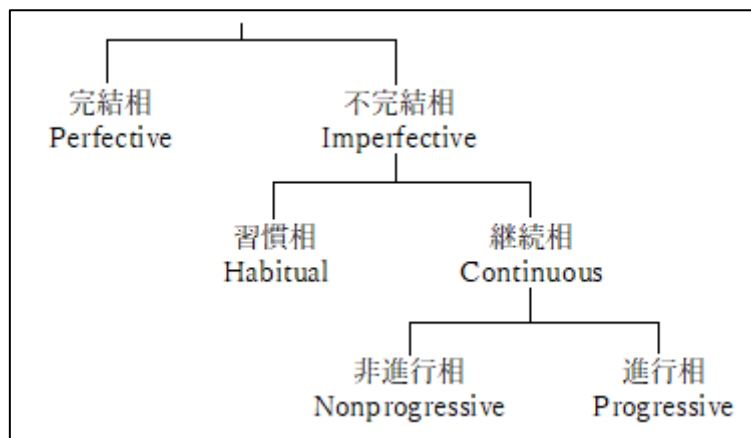 完結相
Perfective
不完結相
Imperfective
習慣相
Habitual
継続相
Continuous
非進行相
Nonprogressive
進行相
Progressive